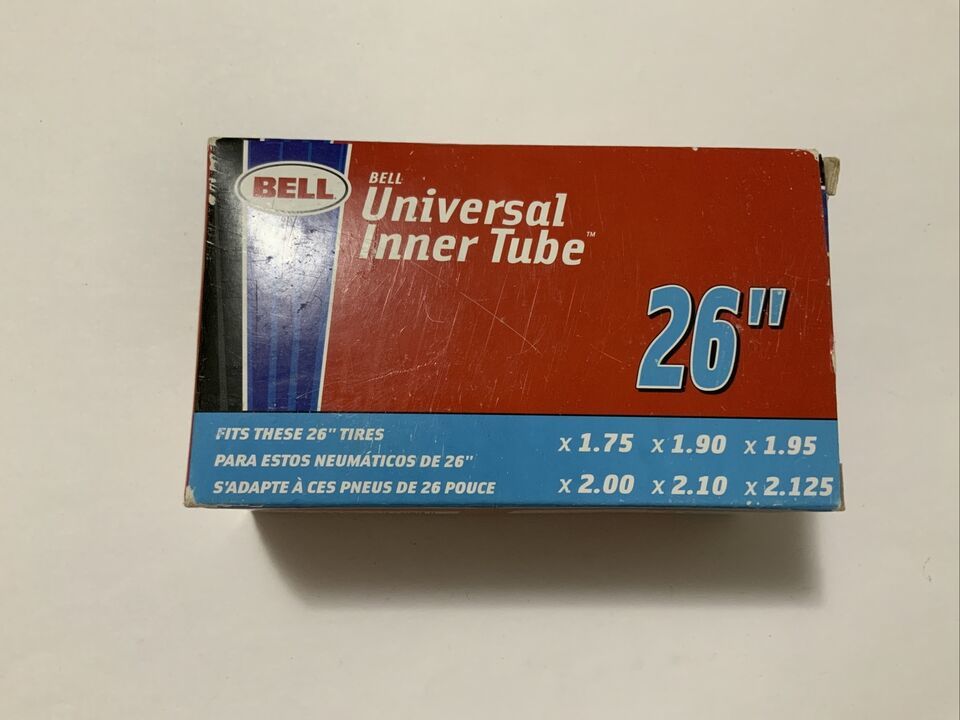 BELL
BELL
Universal
Inner Tube™
26"
FITS THESE 26" TIRES
PARA ESTOS NEUMÁTICOS DE 26"
S'ADAPTE À CES PNEUS DE 26 POUCE
x 1.75 x 1.90 x 1.95
x 2.00 x 2.10 x 2.125